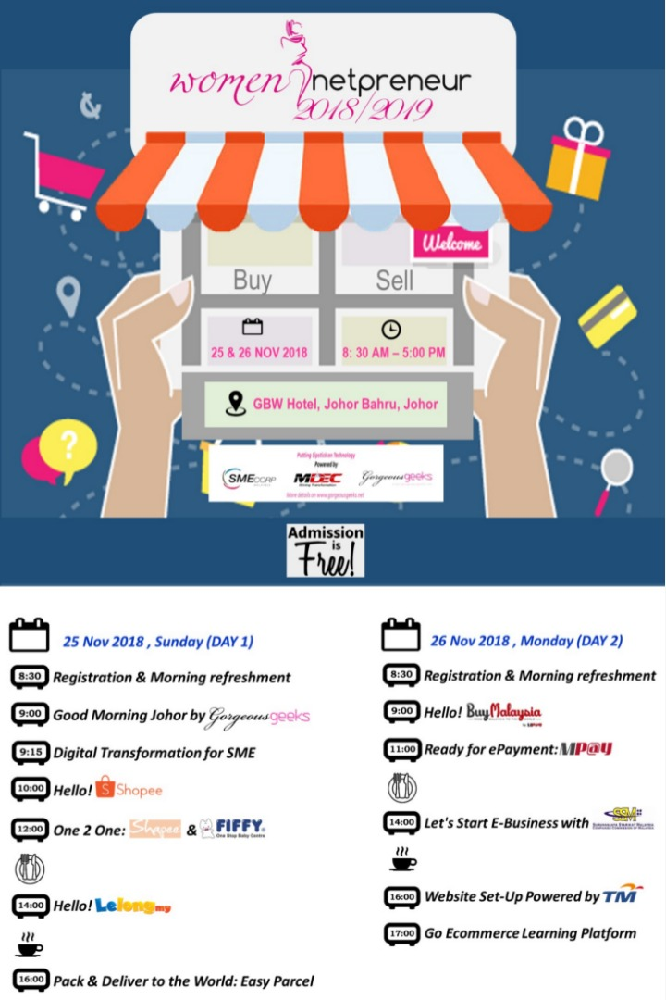 women netpreneur
2018/2019
Welcome
Buy
Sell
25 & 26 NOV 2018
8: 30 AM – 5:00 PM
GBW Hotel, Johor Bahru, Johor
Putting Lipstick on Technology
Powered by
SMECORP
MDEC
Gorgeousgeeks
More details on www.gorgeousgeeks.net
Admission
is
Free!
25 Nov 2018 , Sunday (DAY 1)
8:30 Registration & Morning refreshment
9:00 Good Morning Johor by Gorgeousgeeks
9:15 Digital Transformation for SME
10:00 Hello! Shopee
12:00 One 2 One: Shopee & FIFFY
One Stop Baby Centre
14:00 Hello! Lelong.my
16:00 Pack & Deliver to the World: Easy Parcel
26 Nov 2018 , Monday (DAY 2)
8:30 Registration & Morning refreshment
9:00 Hello! BuyMalaysia
11:00 Ready for ePayment: MP@Y
14:00 Let's Start E-Business with SSM
SURUHANJAYA SYARIKAT MALAYSIA
COMPANIES COMMISSION OF MALAYSIA
16:00 Website Set-Up Powered by TM
17:00 Go Ecommerce Learning Platform